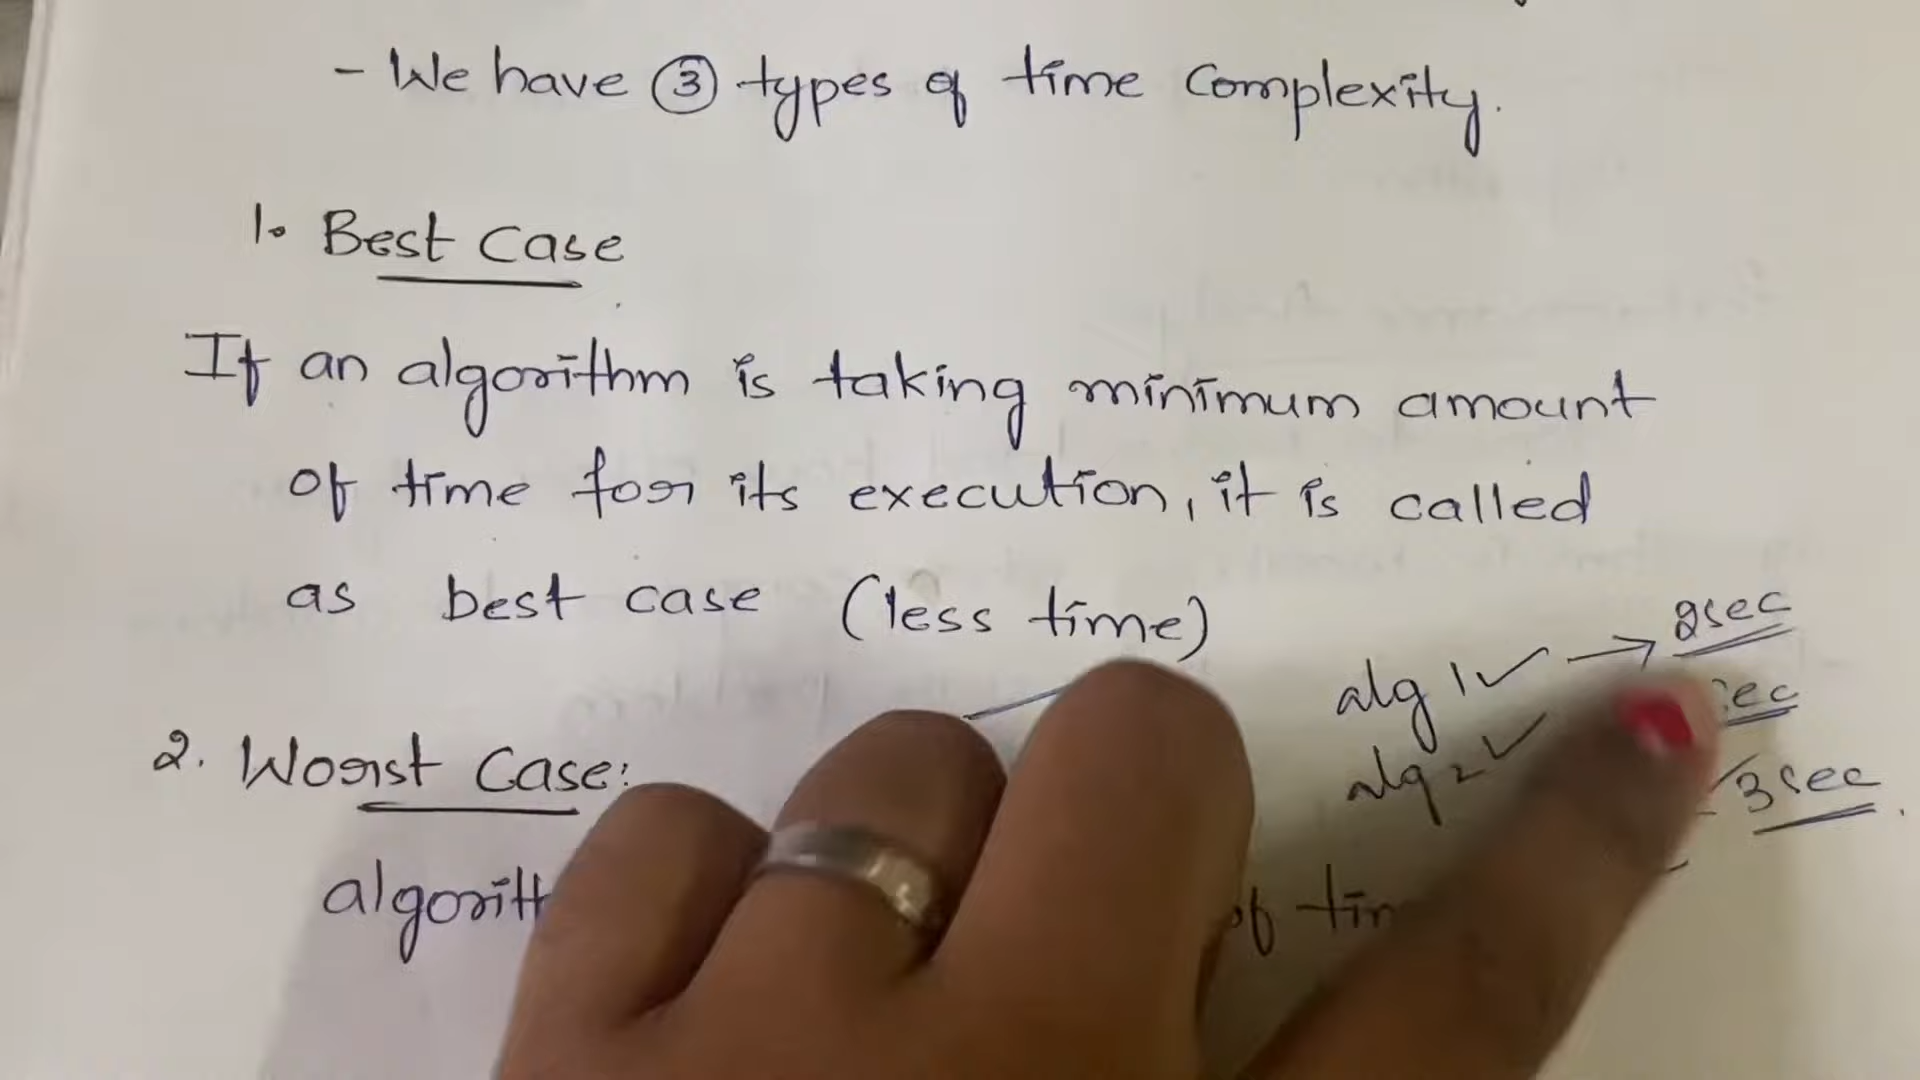 - We have ③ types of time complexity.
1. Best Case
If an algorithm is taking minimum amount
of time for its execution, it is called
as best case (less time)
alg 1 ✓ → 2sec
alg 2 ✓
3sec
2. Worst Case:
of